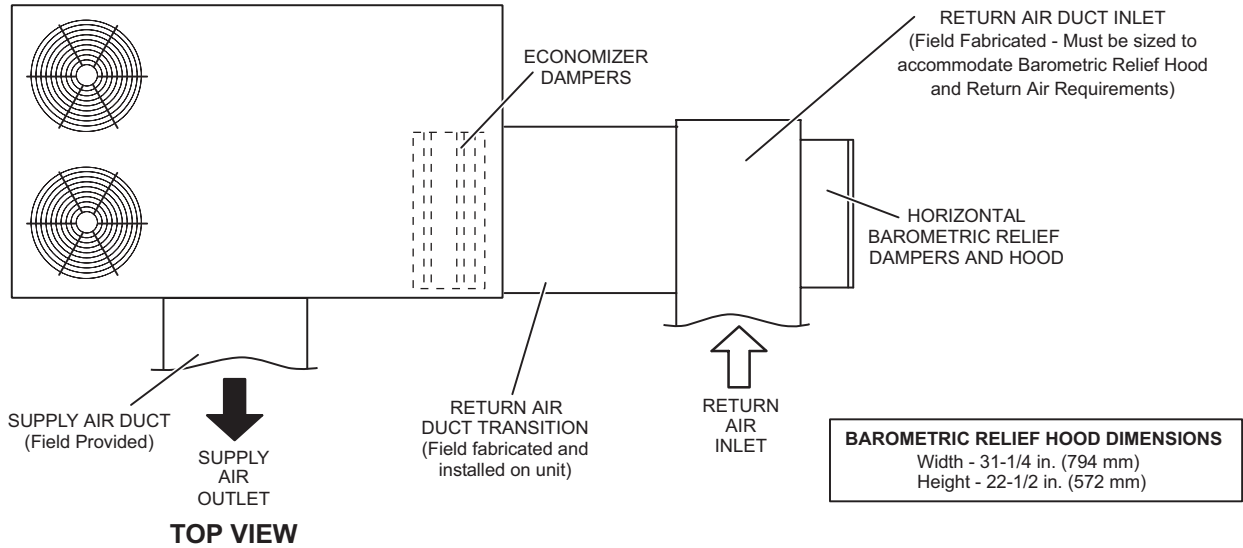 ECONOMIZER
DAMPERS
RETURN AIR DUCT INLET
(Field Fabricated - Must be sized to
accommodate Barometric Relief Hood
and Return Air Requirements)
HORIZONTAL
BAROMETRIC RELIEF
DAMPERS AND HOOD
SUPPLY AIR DUCT
(Field Provided)
SUPPLY
AIR
OUTLET
RETURN AIR
DUCT TRANSITION
(Field fabricated and
installed on unit)
RETURN
AIR
INLET
BAROMETRIC RELIEF HOOD DIMENSIONS
Width - 31-1/4 in. (794 mm)
Height - 22-1/2 in. (572 mm)
TOP VIEW